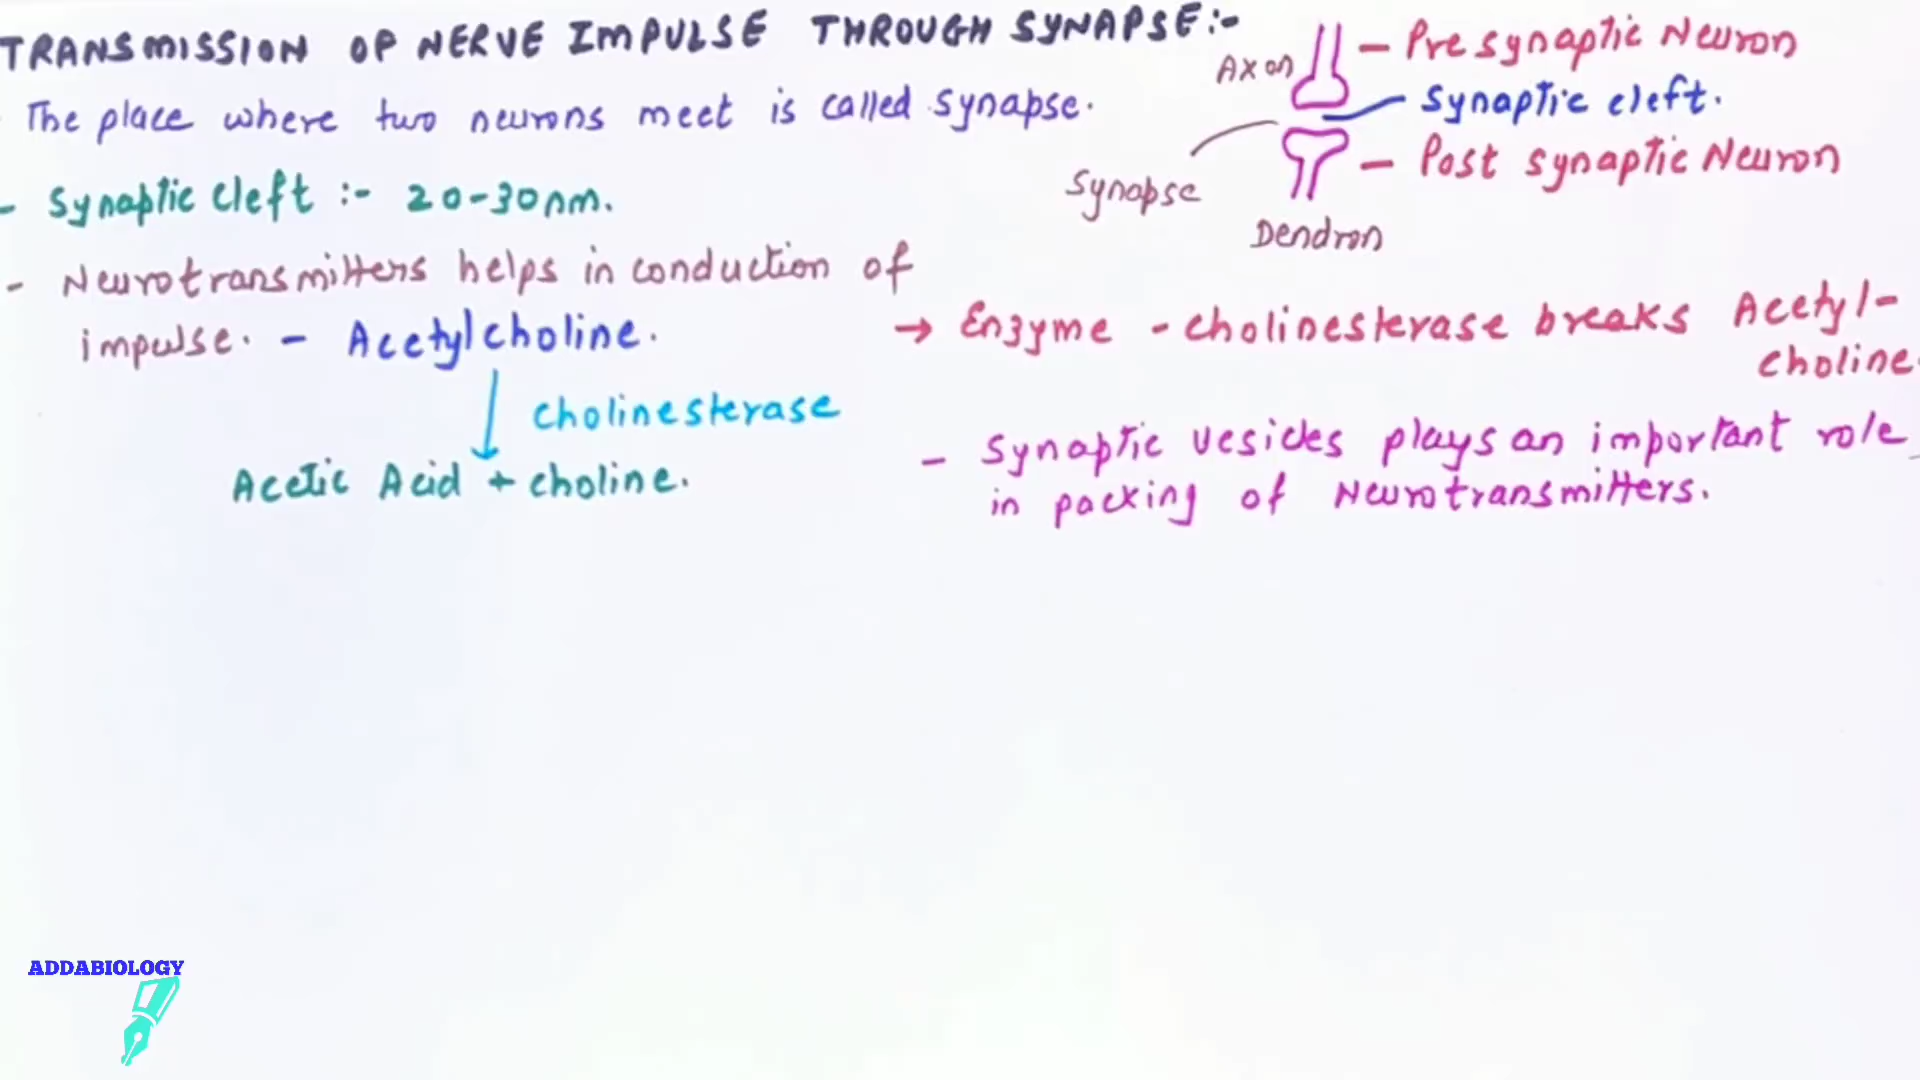 TRANSMISSION OF NERVE IMPULSE THROUGH SYNAPSE:-
The place where two neurons meet is called synapse.
- Synaptic Cleft :- 20-30nm.
- Neurotransmitters helps in conduction of
impulse. - Acetylcholine.
cholinesterase
Acetic Acid + choline.
Axon
- Pre synaptic Neuron
Synaptic cleft.
- Post synaptic Neuron
Synapse
Dendron
→ Enzyme - cholinesterase breaks Acetyl-
choline.
- Synaptic vesicles plays an important role
in packing of Neurotransmitters.
ADDABIOLOGY